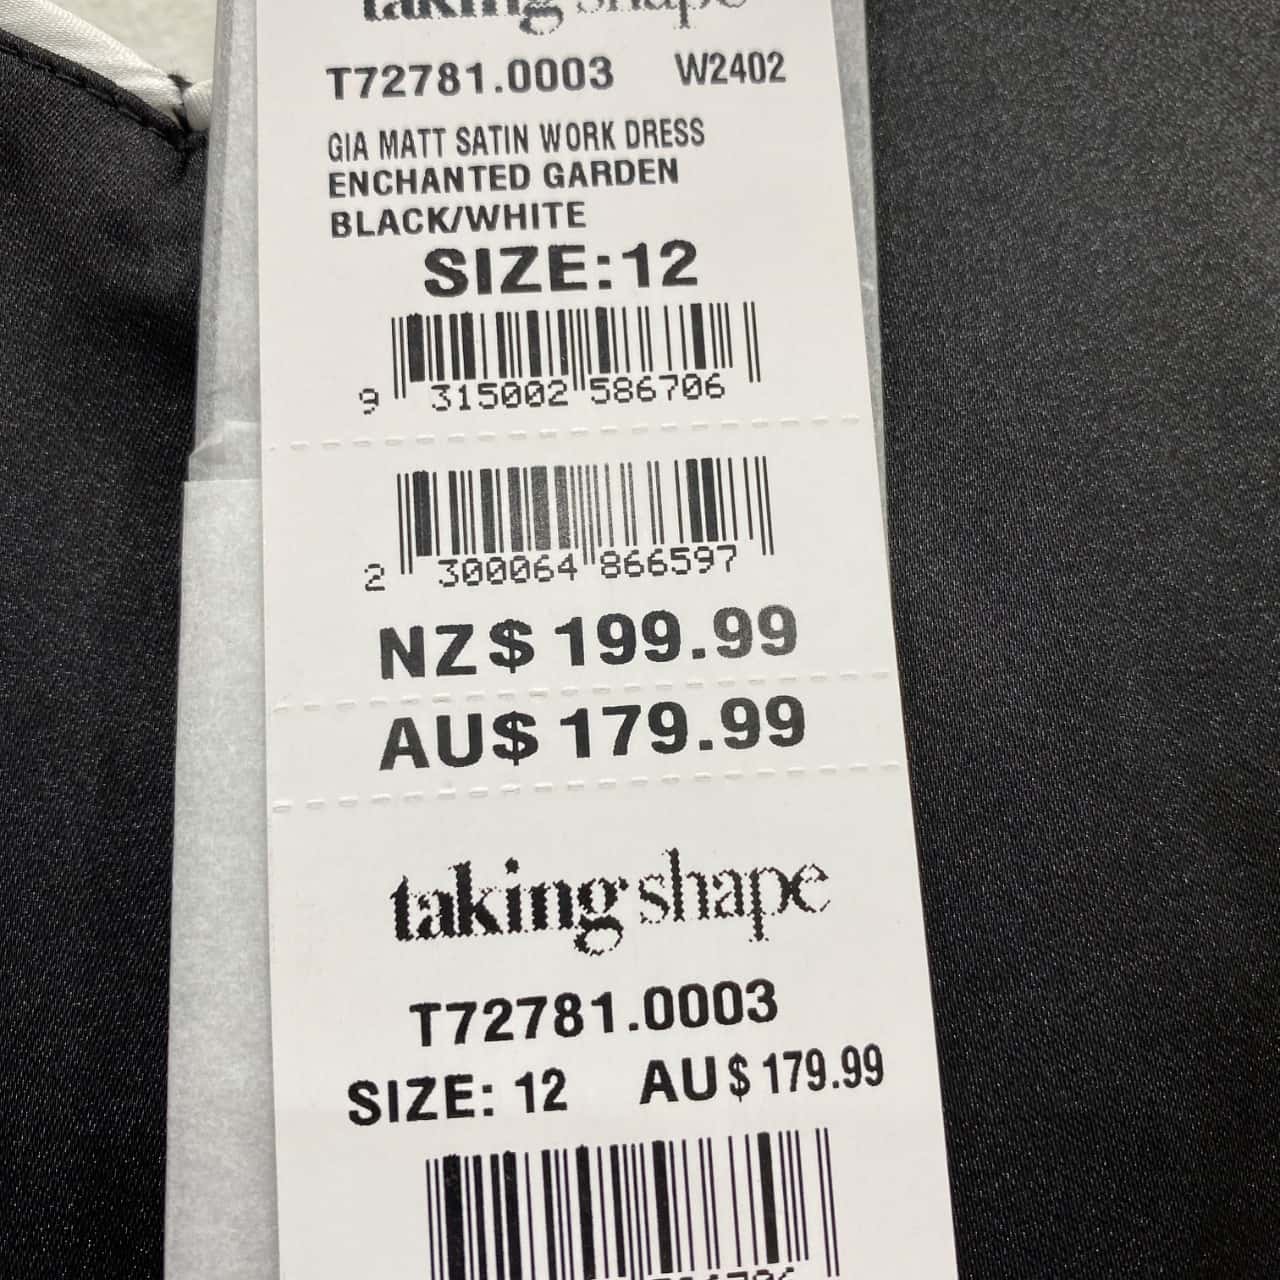 taking shape
T72781.0003 W2402
GIA MATT SATIN WORK DRESS
ENCHANTED GARDEN
BLACK/WHITE
SIZE:12
9 315002 586706
2 300064 866597
NZ$ 199.99
AU$ 179.99
taking shape
T72781.0003
SIZE: 12 AU$ 179.99